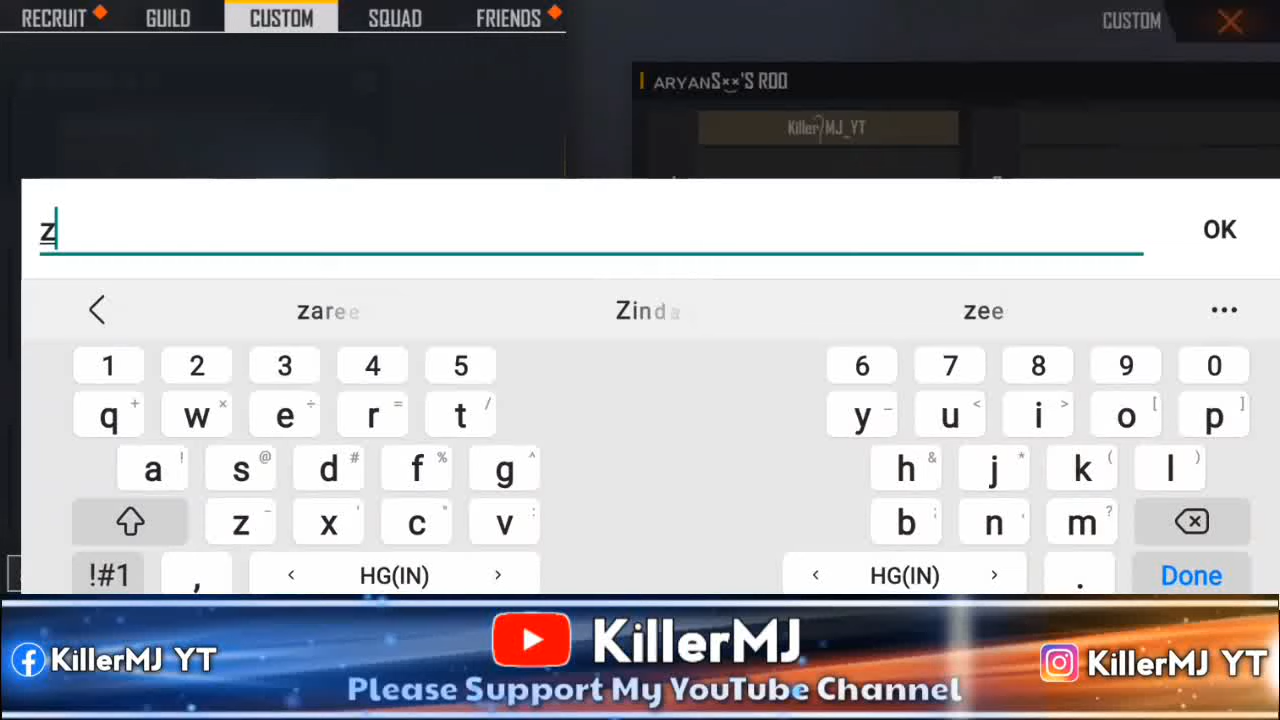 RECRUIT GUILD CUSTOM SQUAD FRIENDS CUSTOM
ARYANS××'S ROO
Killer MJ_YT
z OK
zaree Zinda zee ...
1 2 3 4 5 6 7 8 9 0
q + w × e ÷ r = t / y _ u < i > o [ p ]
a ! s @ d # f % g ^ h & j * k ( l )
z - x ' c " v : b ; n , m ?
!#1 , < HG(IN) > < HG(IN) > . Done
KillerMJ YT KillerMJ KillerMJ YT
Please Support My YouTube Channel